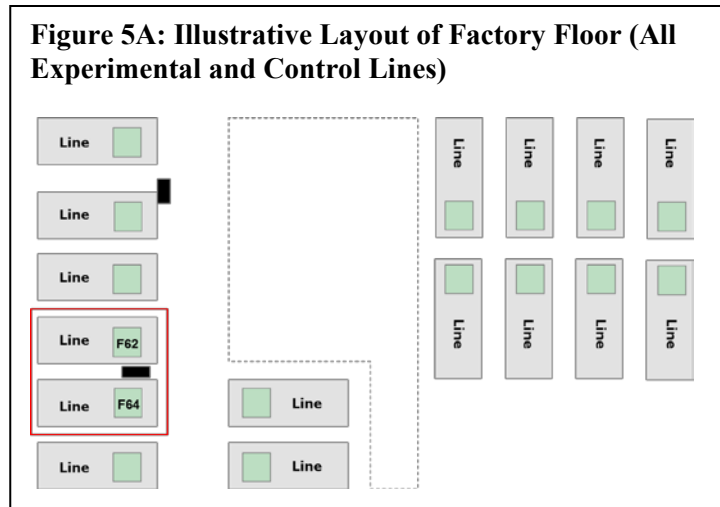 Figure 5A: Illustrative Layout of Factory Floor (All
Experimental and Control Lines)
Line
Line
Line
Line F62
Line F64
Line
Line
Line
Line
Line
Line
Line
Line
Line
Line
Line